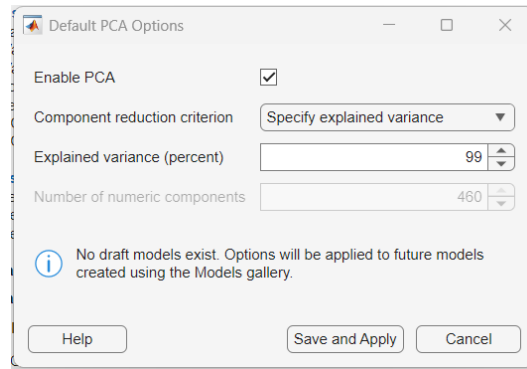 Default PCA Options
Enable PCA
Component reduction criterion Specify explained variance
Explained variance (percent) 99
Number of numeric components 460
No draft models exist. Options will be applied to future models
created using the Models gallery.
Help Save and Apply Cancel